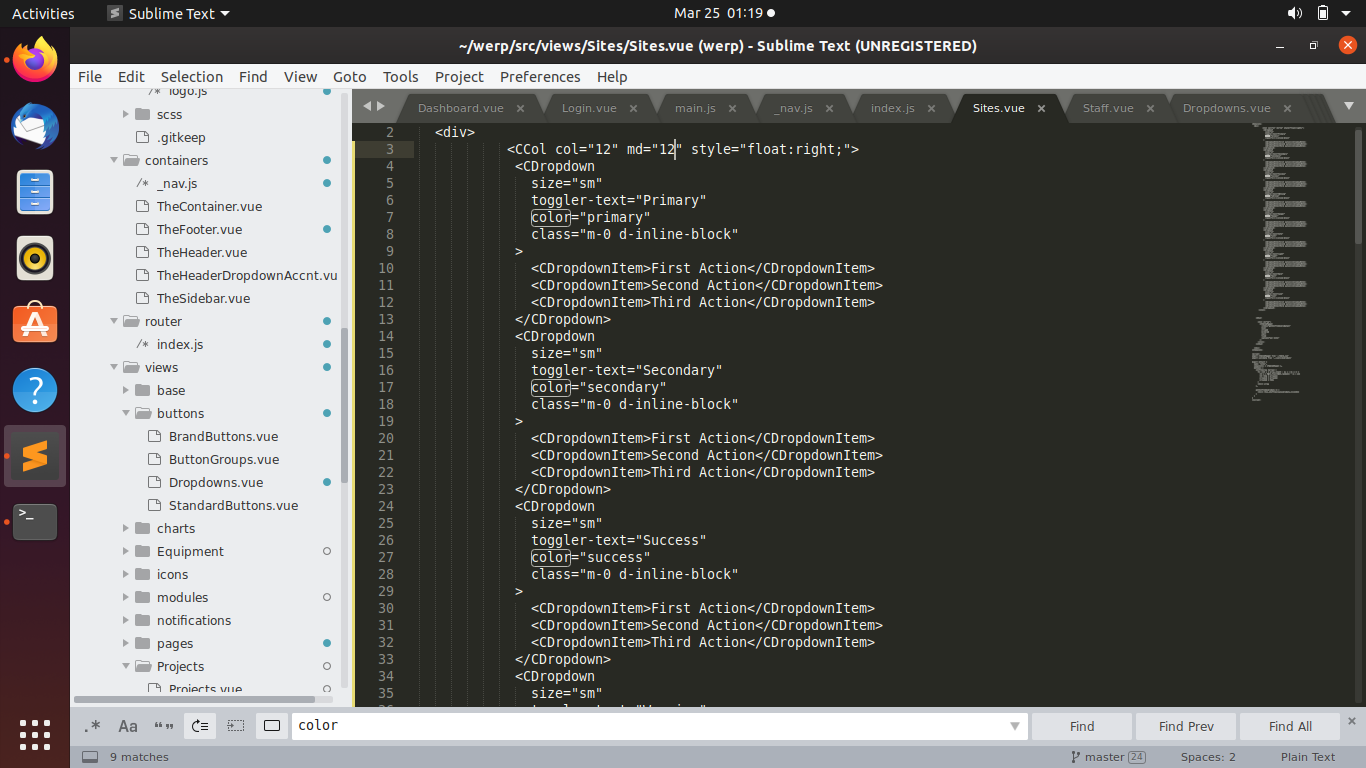 Activities
Sublime Text
Mar 25 01:19
~/werp/src/views/Sites/Sites.vue (werp) - Sublime Text (UNREGISTERED)
File Edit Selection Find View Goto Tools Project Preferences Help
logo.js
scss
.gitkeep
containers
/* _nav.js
TheContainer.vue
TheFooter.vue
TheHeader.vue
TheHeaderDropdownAccnt.vu
TheSidebar.vue
router
/* index.js
views
base
buttons
BrandButtons.vue
ButtonGroups.vue
Dropdowns.vue
StandardButtons.vue
charts
Equipment
icons
modules
notifications
pages
Projects
Projects.vue
Dashboard.vue × Login.vue × main.js × _nav.js × index.js × Sites.vue × Staff.vue × Dropdowns.vue ×
2 <div>
3 <CCol col="12" md="12" style="float:right;">
4 <CDropdown
5 size="sm"
6 toggler-text="Primary"
7 color="primary"
8 class="m-0 d-inline-block"
9 >
10 <CDropdownItem>First Action</CDropdownItem>
11 <CDropdownItem>Second Action</CDropdownItem>
12 <CDropdownItem>Third Action</CDropdownItem>
13 </CDropdown>
14 <CDropdown
15 size="sm"
16 toggler-text="Secondary"
17 color="secondary"
18 class="m-0 d-inline-block"
19 >
20 <CDropdownItem>First Action</CDropdownItem>
21 <CDropdownItem>Second Action</CDropdownItem>
22 <CDropdownItem>Third Action</CDropdownItem>
23 </CDropdown>
24 <CDropdown
25 size="sm"
26 toggler-text="Success"
27 color="success"
28 class="m-0 d-inline-block"
29 >
30 <CDropdownItem>First Action</CDropdownItem>
31 <CDropdownItem>Second Action</CDropdownItem>
32 <CDropdownItem>Third Action</CDropdownItem>
33 </CDropdown>
34 <CDropdown
35 size="sm"
.* Aa “” color Find Find Prev Find All ×
9 matches
master 24 Spaces: 2 Plain Text